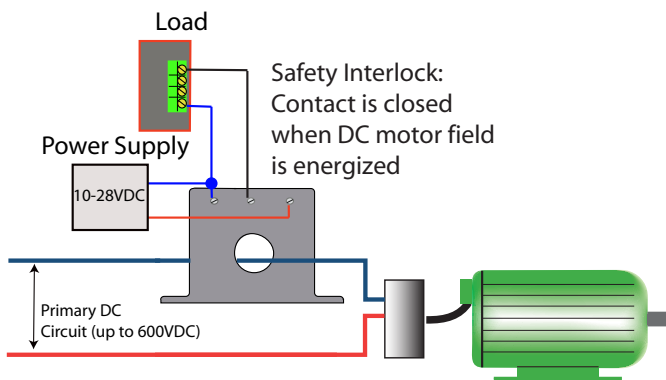 Load
Safety Interlock:
Contact is closed
when DC motor field
is energized
Power Supply
10-28VDC
Primary DC
Circuit (up to 600VDC)